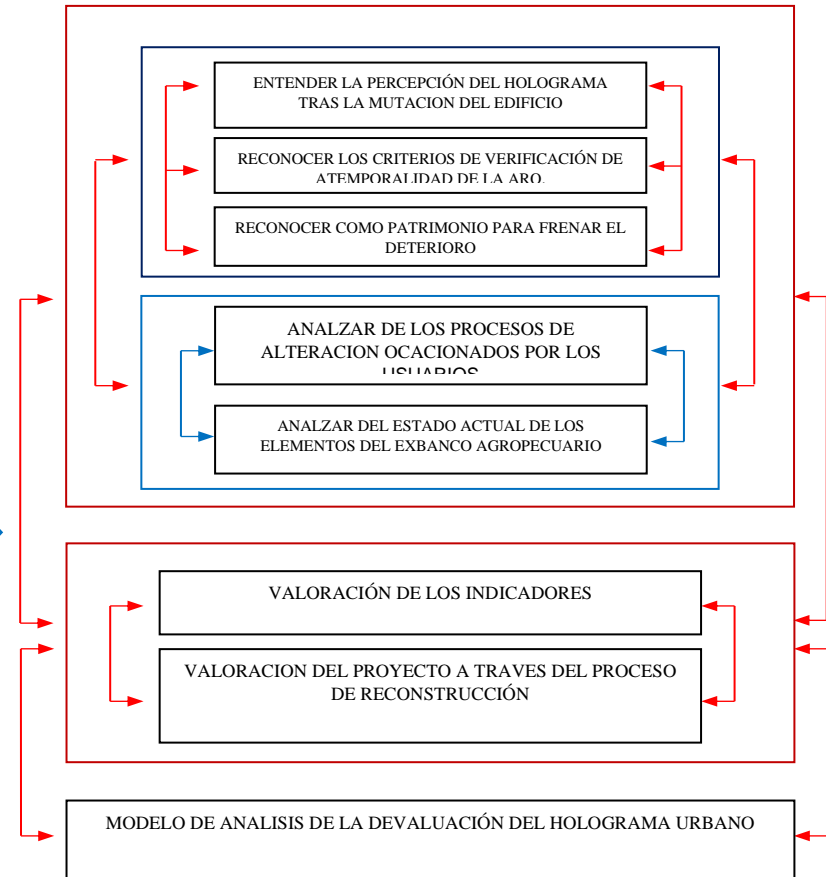 ENTENDER LA PERCEPCIÓN DEL HOLOGRAMA
TRAS LA MUTACION DEL EDIFICIO
RECONOCER LOS CRITERIOS DE VERIFICACIÓN DE
ATEMPORALIDAD DE LA ARQ.
RECONOCER COMO PATRIMONIO PARA FRENAR EL
DETERIORO
ANALZAR DE LOS PROCESOS DE
ALTERACION OCACIONADOS POR LOS
USUARIOS
ANALZAR DEL ESTADO ACTUAL DE LOS
ELEMENTOS DEL EXBANCO AGROPECUARIO
VALORACIÓN DE LOS INDICADORES
VALORACION DEL PROYECTO A TRAVES DEL PROCESO
DE RECONSTRUCCIÓN
MODELO DE ANALISIS DE LA DEVALUACIÓN DEL HOLOGRAMA URBANO